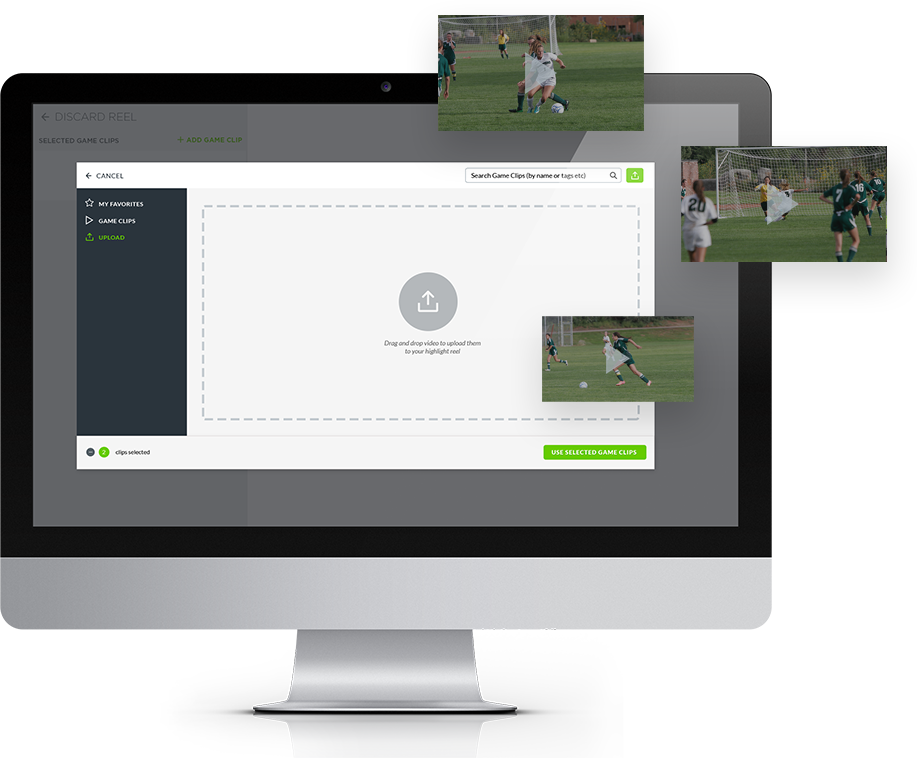 DISCARD REEL
SELECTED GAME CLIPS
+ ADD GAME CLIP
CANCEL
Search Game Clips (by name or tags etc)
MY FAVORITES
GAME CLIPS
UPLOAD
Drag and drop video to upload them
to your highlight reel
2 clips selected
USE SELECTED GAME CLIPS
20
7
16
10